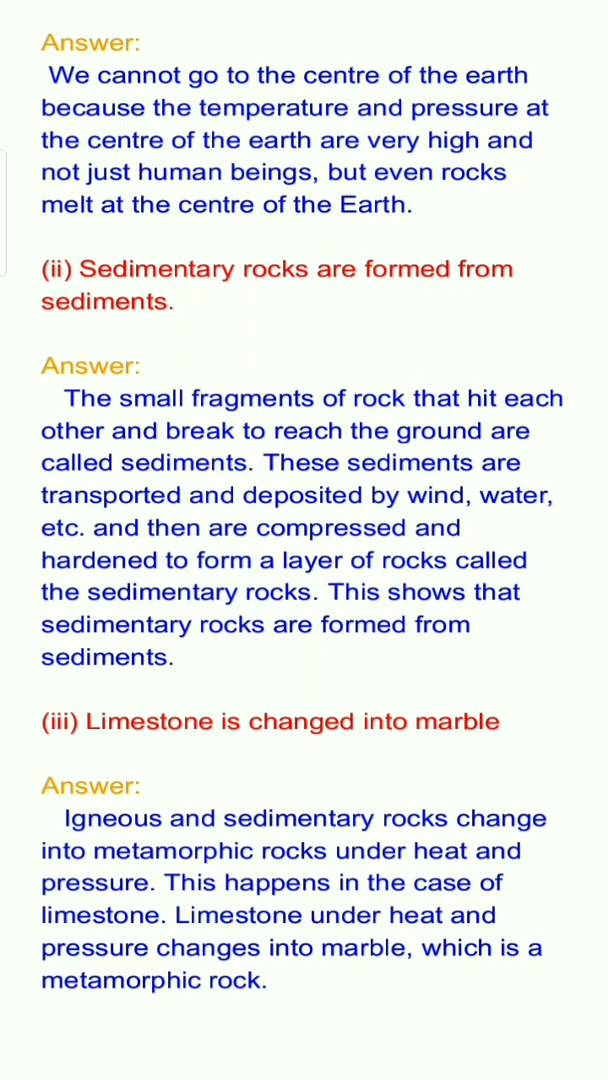 Answer:
We cannot go to the centre of the earth
because the temperature and pressure at
the centre of the earth are very high and
not just human beings, but even rocks
melt at the centre of the Earth.
(ii) Sedimentary rocks are formed from
sediments.
Answer:
The small fragments of rock that hit each
other and break to reach the ground are
called sediments. These sediments are
transported and deposited by wind, water,
etc. and then are compressed and
hardened to form a layer of rocks called
the sedimentary rocks. This shows that
sedimentary rocks are formed from
sediments.
(iii) Limestone is changed into marble
Answer:
Igneous and sedimentary rocks change
into metamorphic rocks under heat and
pressure. This happens in the case of
limestone. Limestone under heat and
pressure changes into marble, which is a
metamorphic rock.